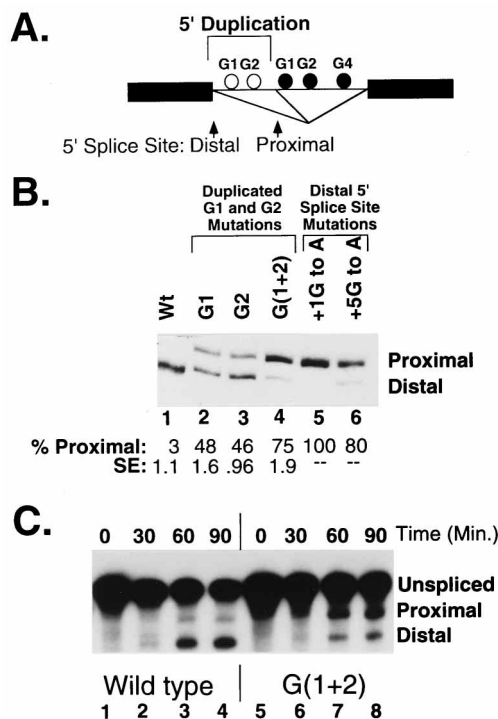 A.
5' Duplication
G1 G2 G1 G2 G4
5' Splice Site: Distal Proximal
B.
Duplicated G1 and G2 Mutations
Distal 5' Splice Site Mutations
Wt G1 G2 G(1+2) +1G to A +5G to A
Proximal
Distal
1 2 3 4 5 6
% Proximal: 3 48 46 75 100 80
SE: 1.1 1.6 .96 1.9 -- --
C.
0 30 60 90 0 30 60 90 Time (Min.)
Unspliced
Proximal
Distal
Wild type G(1+2)
1 2 3 4 5 6 7 8